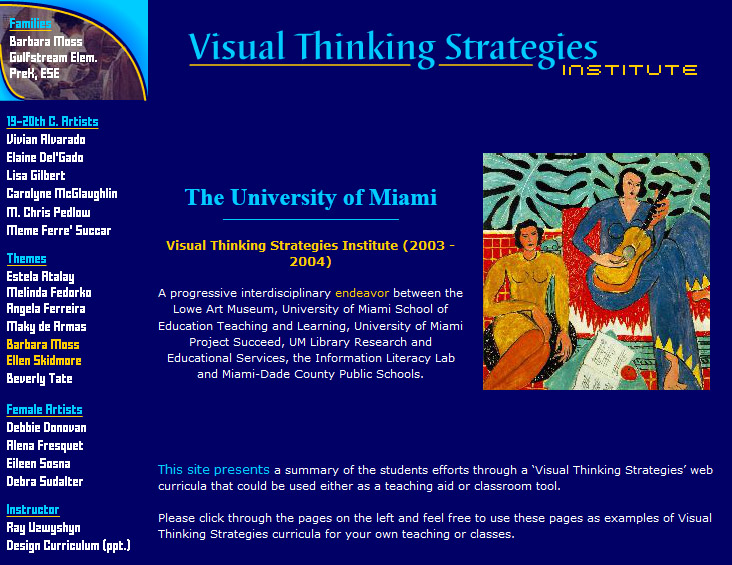 Families
Barbara Moss
Gulfstream Elem.
PreK, ESE
Visual Thinking Strategies
INSTITUTE
19-20th C. Artists
Vivian Alvarado
Elaine Del'Gado
Lisa Gilbert
Carolyne McGlaughlin
M. Chris Pedlow
Meme Ferre' Succar
Themes
Estela Atalay
Melinda Fedorko
Angela Ferreira
Maky de Armas
Barbara Moss
Ellen Skidmore
Beverly Tate
Female Artists
Debbie Donovan
Alena Fresquet
Eileen Sosna
Debra Sudalter
Instructor
Ray Uzwyshyn
Design Curriculum (ppt.)
The University of Miami
Visual Thinking Strategies Institute (2003 -
2004)
A progressive interdisciplinary endeavor between the
Lowe Art Museum, University of Miami School of
Education Teaching and Learning, University of Miami
Project Succeed, UM Library Research and
Educational Services, the Information Literacy Lab
and Miami-Dade County Public Schools.
This site presents a summary of the students efforts through a ‘Visual Thinking Strategies’ web
curricula that could be used either as a teaching aid or classroom tool.
Please click through the pages on the left and feel free to use these pages as examples of Visual
Thinking Strategies curricula for your own teaching or classes.